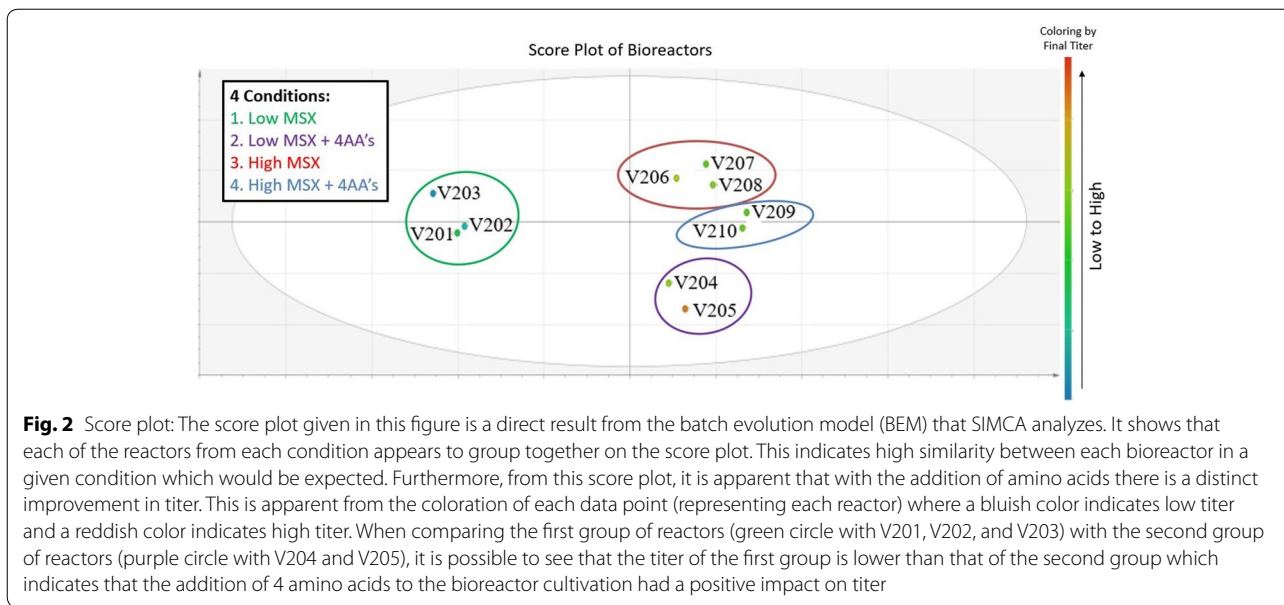 Coloring by
Final Titer
Score Plot of Bioreactors
4 Conditions:
1. Low MSX
2. Low MSX + 4AA's
3. High MSX
4. High MSX + 4AA's
V203
V202
V201
V207
V206
V208
V209
V210
V204
V205
Low to High
Fig. 2 Score plot: The score plot given in this figure is a direct result from the batch evolution model (BEM) that SIMCA analyzes. It shows that
each of the reactors from each condition appears to group together on the score plot. This indicates high similarity between each bioreactor in a
given condition which would be expected. Furthermore, from this score plot, it is apparent that with the addition of amino acids there is a distinct
improvement in titer. This is apparent from the coloration of each data point (representing each reactor) where a bluish color indicates low titer
and a reddish color indicates high titer. When comparing the first group of reactors (green circle with V201, V202, and V203) with the second group
of reactors (purple circle with V204 and V205), it is possible to see that the titer of the first group is lower than that of the second group which
indicates that the addition of 4 amino acids to the bioreactor cultivation had a positive impact on titer